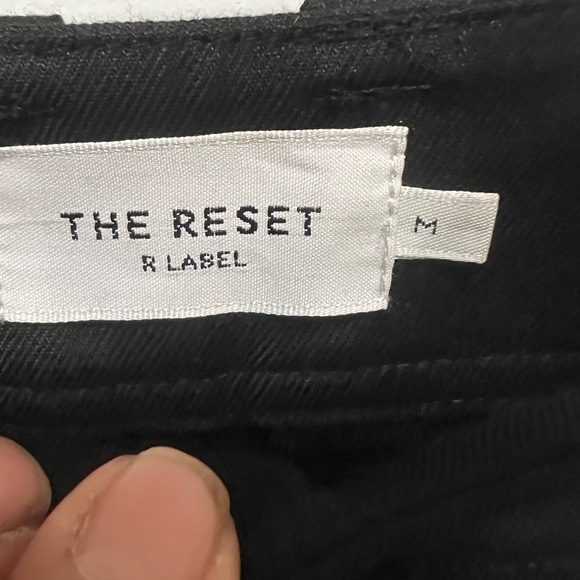 THE RESET
R LABEL
M